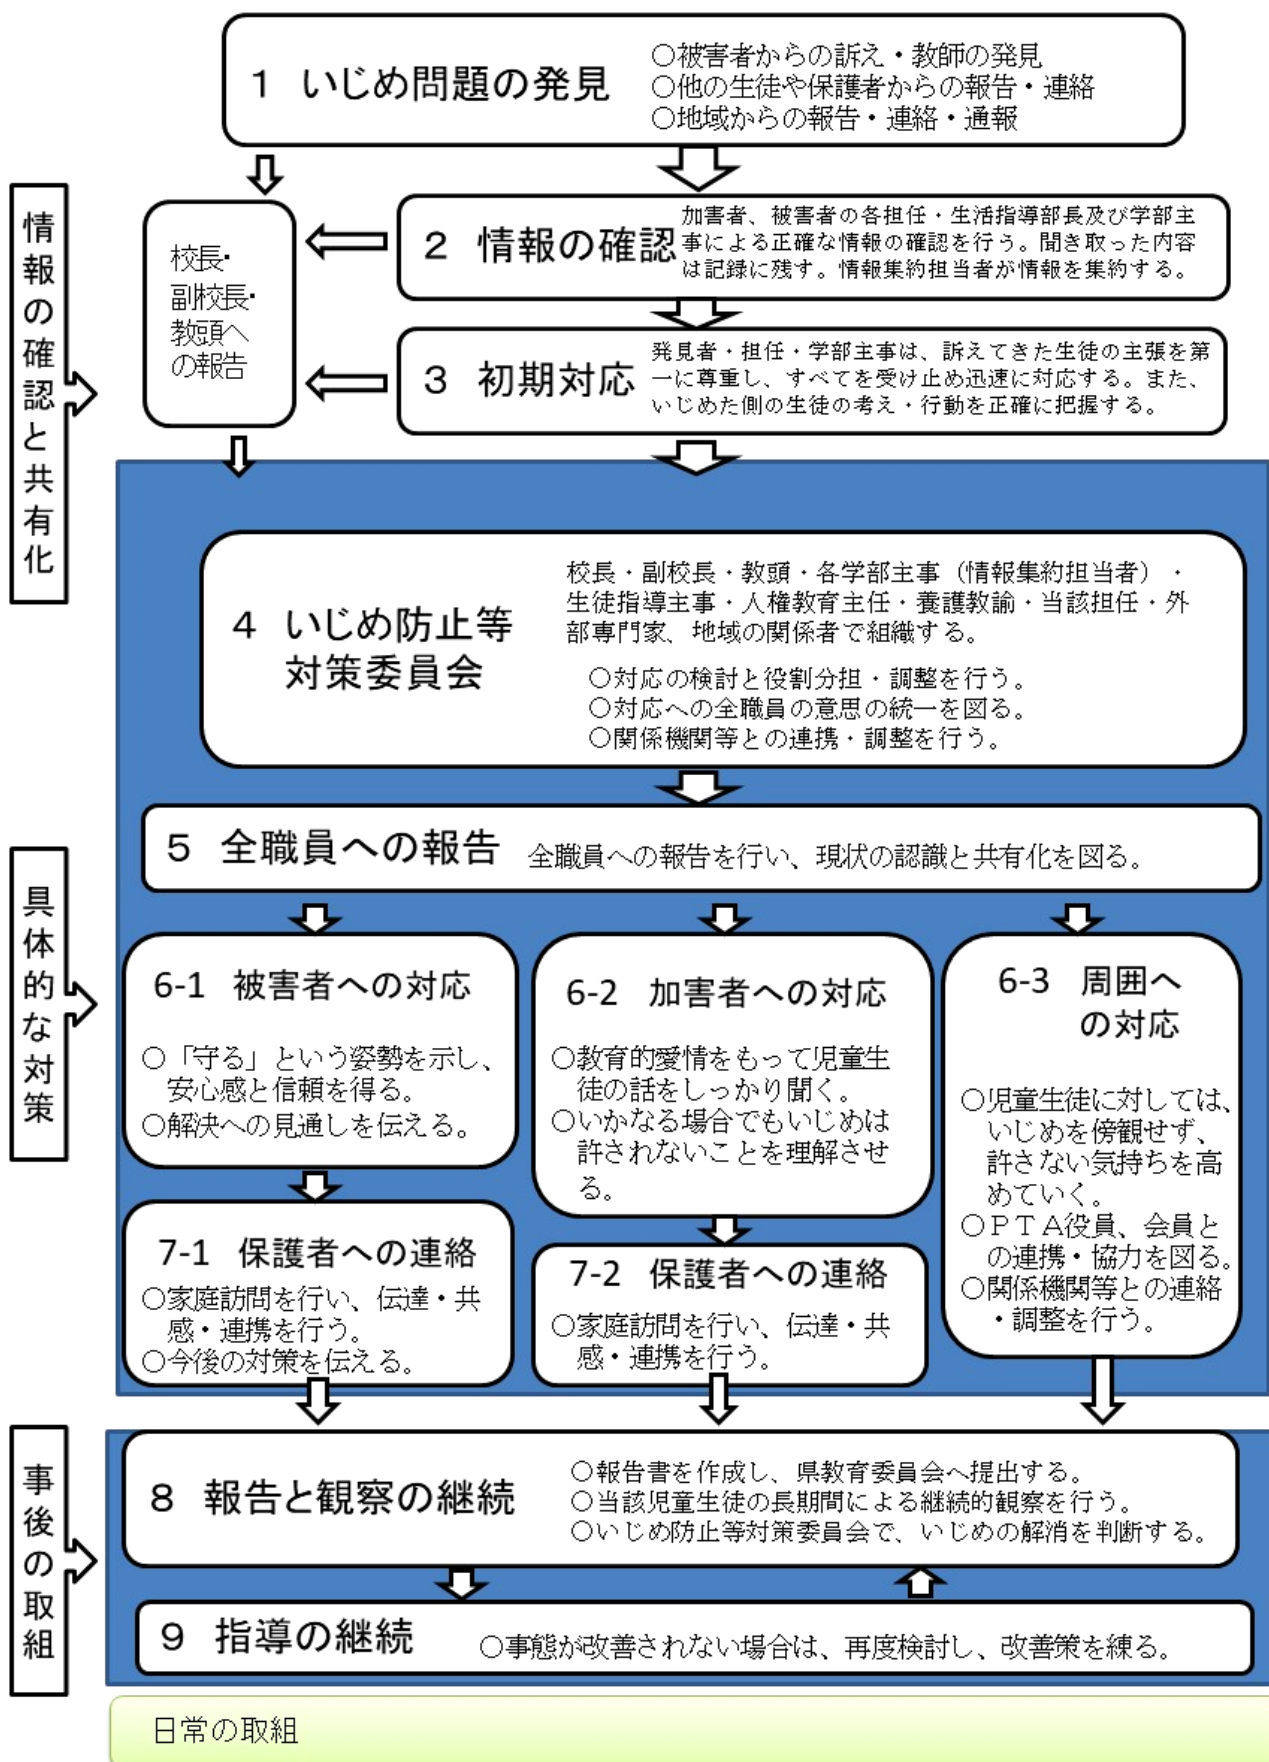 1 いじめ問題の発見
○被害者からの訴え・教師の発見
○他の生徒や保護者からの報告・連絡
○地域からの報告・連絡・通報
情報の確認と共有化
校長・
副校長・
教頭へ
の報告
2 情報の確認
加害者、被害者の各担任・生活指導部長及び学部主
事による正確な情報の確認を行う。聞き取った内容
は記録に残す。情報集約担当者が情報を集約する。
3 初期対応
発見者・担任・学部主事は、訴えてきた生徒の主張を第
一に尊重し、すべてを受け止め迅速に対応する。また、
いじめた側の生徒の考え・行動を正確に把握する。
4 いじめ防止等
対策委員会
校長・副校長・教頭・各学部主事（情報集約担当者）・
生徒指導主事・人権教育主任・養護教諭・当該担任・外
部専門家、地域の関係者で組織する。
○対応の検討と役割分担・調整を行う。
○対応への全職員の意思の統一を図る。
○関係機関等との連携・調整を行う。
具体的な対策
5 全職員への報告 全職員への報告を行い、現状の認識と共有化を図る。
6-1 被害者への対応
○「守る」という姿勢を示し、
安心感と信頼を得る。
○解決への見通しを伝える。
6-2 加害者への対応
○教育的愛情をもって児童生
徒の話をしっかり聞く。
○いかなる場合でもいじめは
許されないことを理解させ
る。
6-3 周囲へ
の対応
○児童生徒に対しては、
いじめを傍観せず、
許さない気持ちを高
めていく。
○ＰＴＡ役員、会員と
の連携・協力を図る。
○関係機関等との連絡
・調整を行う。
7-1 保護者への連絡
○家庭訪問を行い、伝達・共
感・連携を行う。
○今後の対策を伝える。
7-2 保護者への連絡
○家庭訪問を行い、伝達・共
感・連携を行う。
事後の取組
8 報告と観察の継続
○報告書を作成し、県教育委員会へ提出する。
○当該児童生徒の長期間による継続的観察を行う。
○いじめ防止等対策委員会で、いじめの解消を判断する。
9 指導の継続 ○事態が改善されない場合は、再度検討し、改善策を練る。
日常の取組